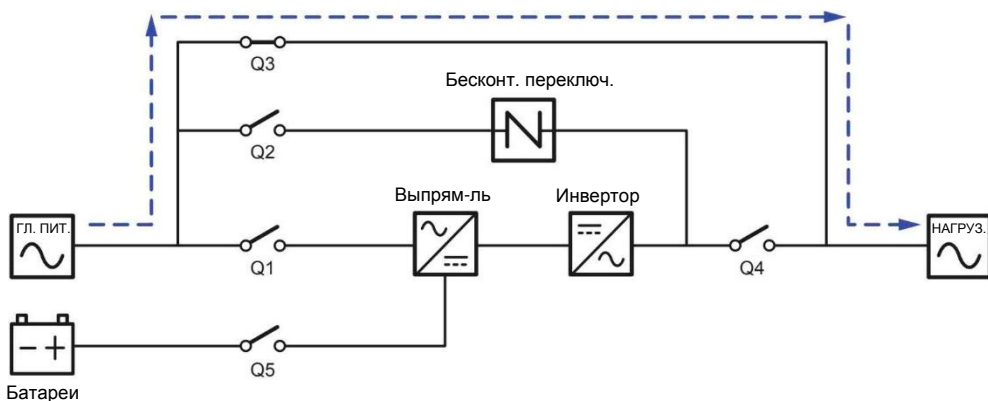 Q3
Бесконт. переключ.
Q2
Выпрям-ль
Инвертор
ГЛ. ПИТ.
НАГРУЗ.
Q1
Q4
Q5
Батареи